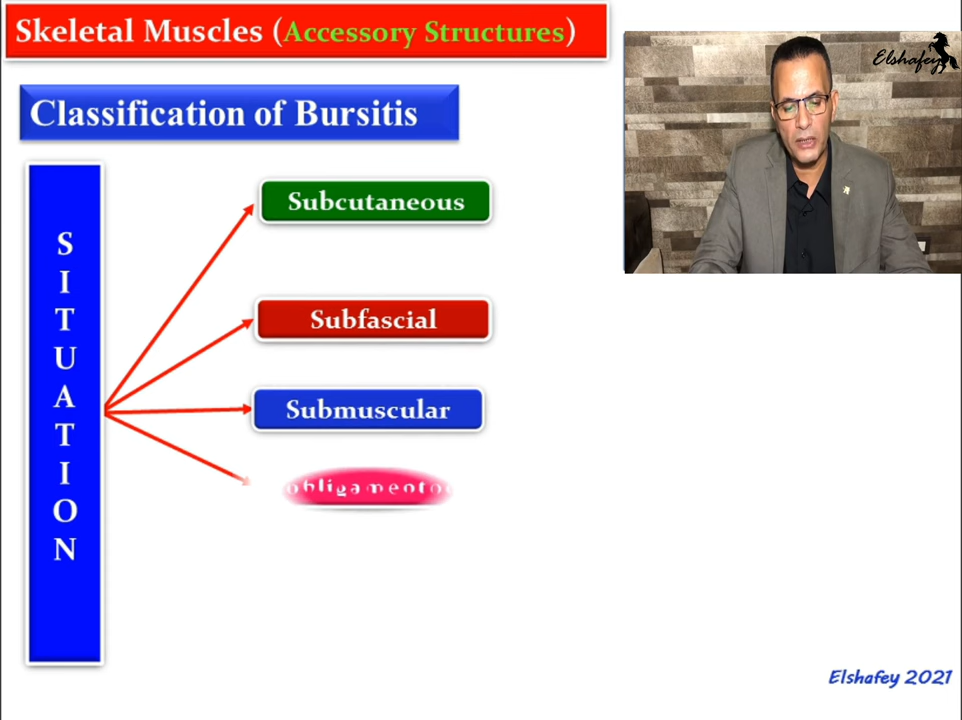 Skeletal Muscles (Accessory Structures)
Elshafey
Classification of Bursitis
SITUATION
Subcutaneous
Subfascial
Submuscular
Elshafey 2021